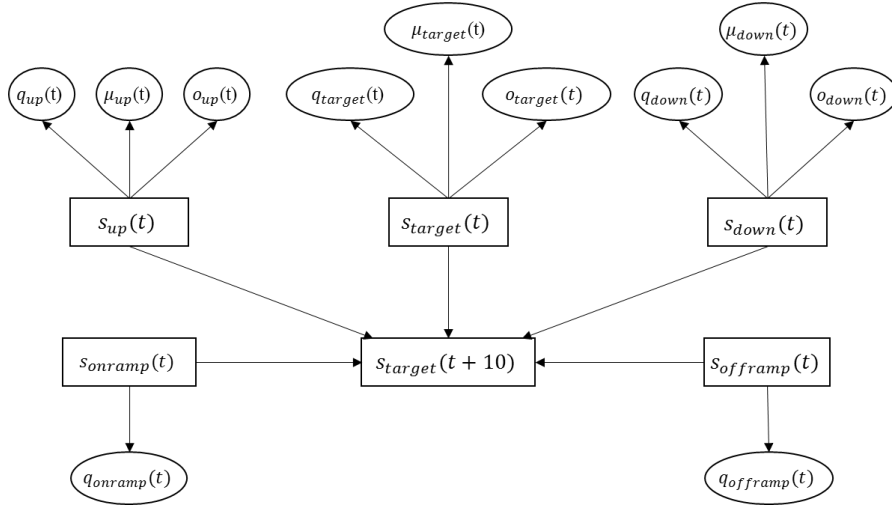 μ_target(t)
μ_down(t)
q_up(t)
μ_up(t)
o_up(t)
q_target(t)
o_target(t)
q_down(t)
o_down(t)
s_up(t)
s_target(t)
s_down(t)
s_onramp(t)
s_target(t + 10)
s_offramp(t)
q_onramp(t)
q_offramp(t)